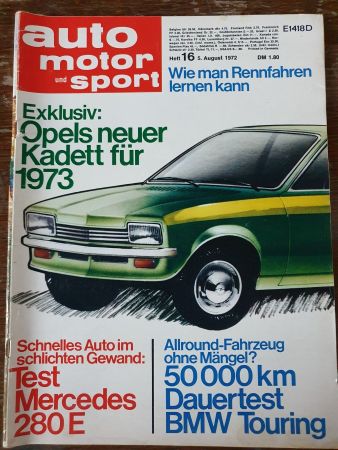 auto
motor
und
sport
E1418D
Heft 16 5. August 1972 DM 1.80
Wie man Rennfahren
lernen kann
Exklusiv:
Opels neuer
Kadett für
1973
Schnelles Auto im
schlichten Gewand:
Test
Mercedes
280 E
Allround-Fahrzeug
ohne Mängel?
50 000 km
Dauertest
BMW Touring